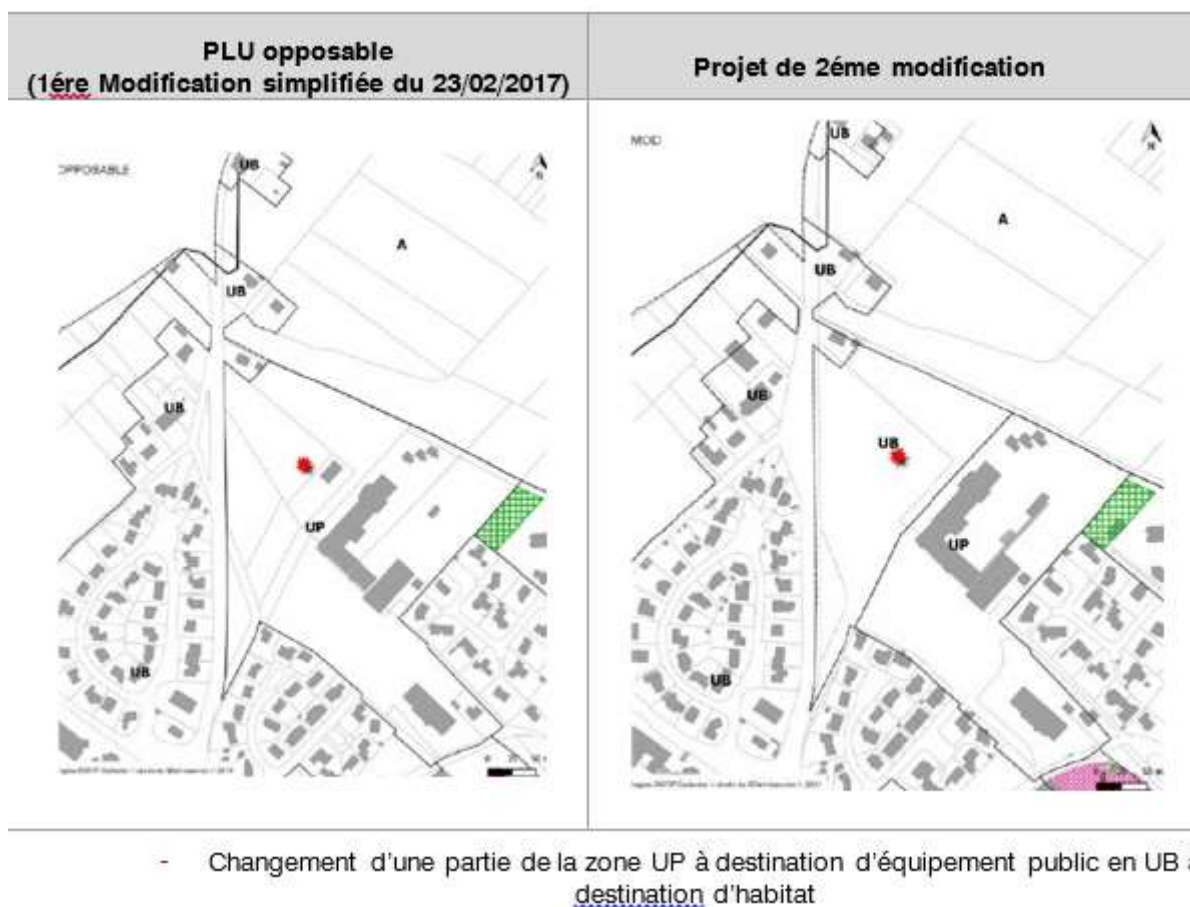 PLU opposable
(1ére Modification simplifiée du 23/02/2017)
Projet de 2éme modification
OPPOSABLE
UB
A
UB
UB
UP
UB
MOD
UB
A
UB
UB
UB
UP
UB
- Changement d'une partie de la zone UP à destination d'équipement public en UB
destination d'habitat